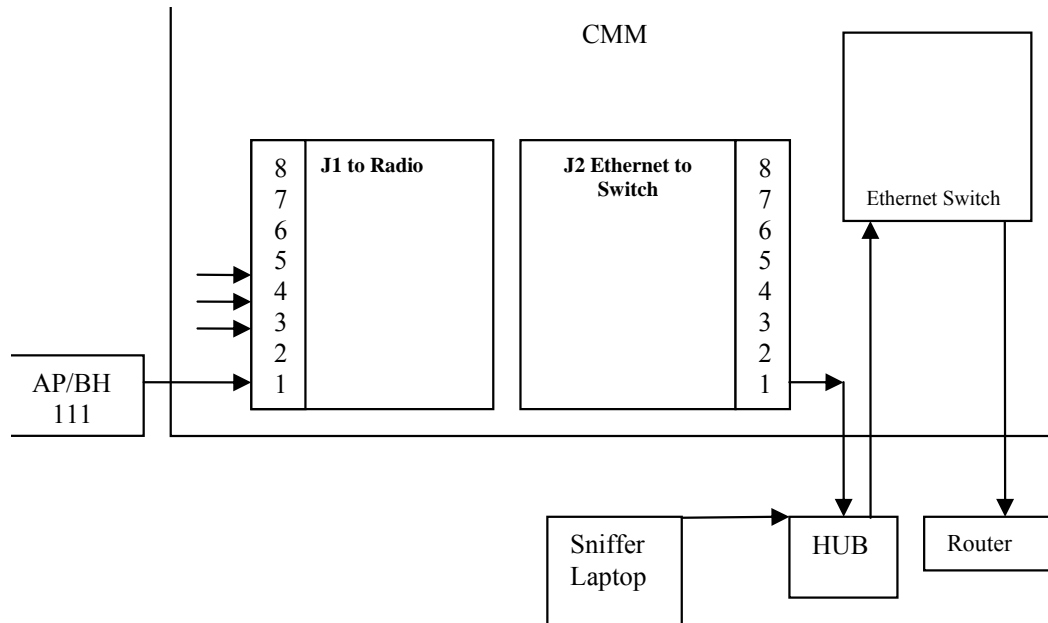 CMM
J1 to Radio
8
7
6
5
4
3
2
1
J2 Ethernet to
Switch
8
7
6
5
4
3
2
1
Ethernet Switch
AP/BH
111
Sniffer
Laptop
HUB
Router